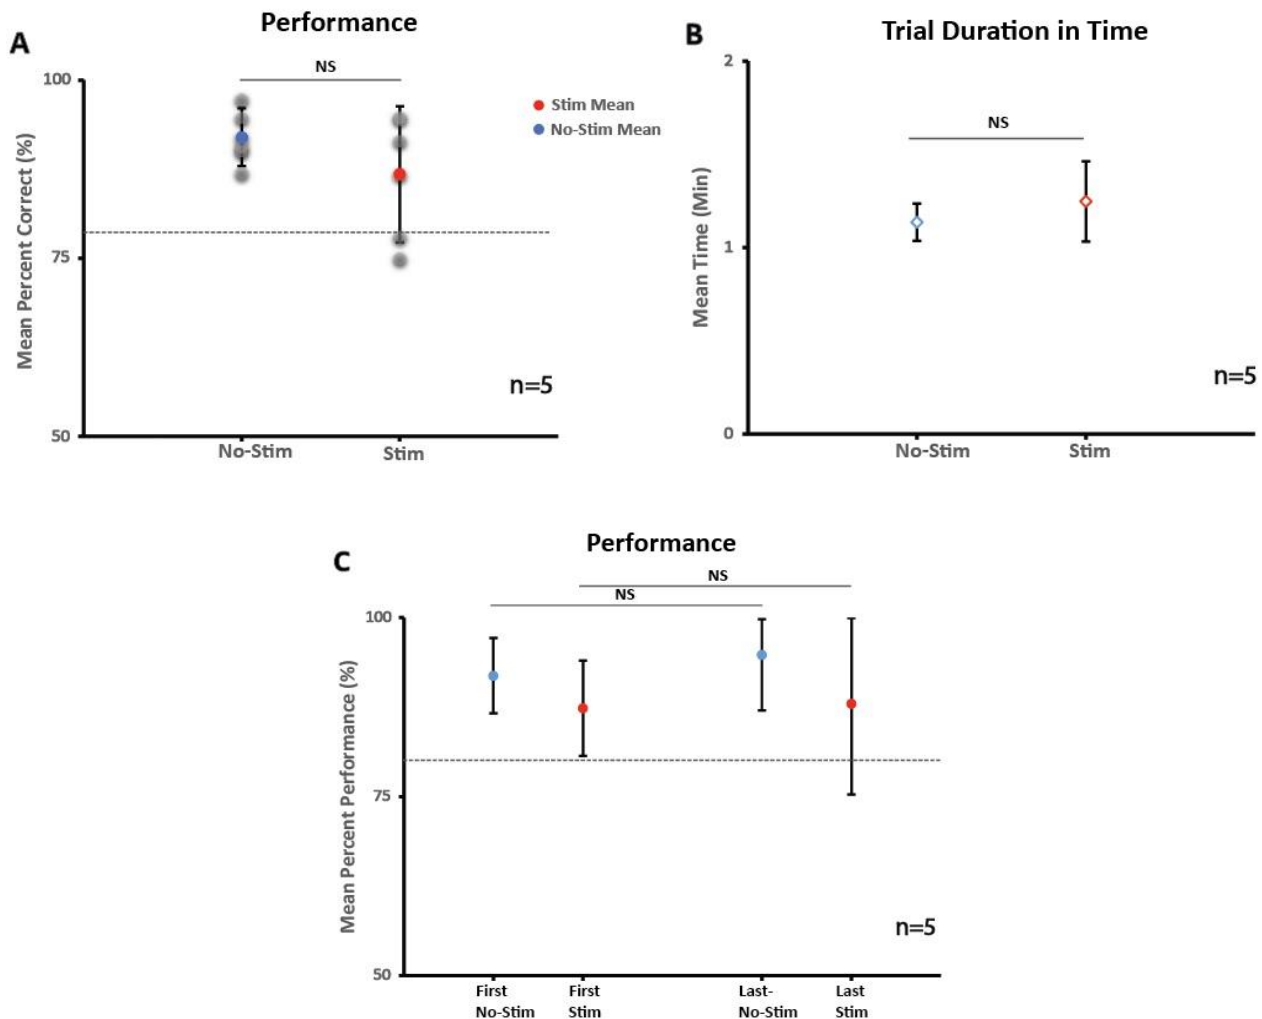 A
Performance
100
NS
Stim Mean
No-Stim Mean
Mean Percent Correct (%)
75
n=5
50
No-Stim
Stim
B
Trial Duration in Time
2
NS
Mean Time (Min)
1
n=5
0
No-Stim
Stim
C
Performance
NS
NS
100
Mean Percent Performance (%)
75
n=5
50
First
No-Stim
First
Stim
Last-
No-Stim
Last
Stim